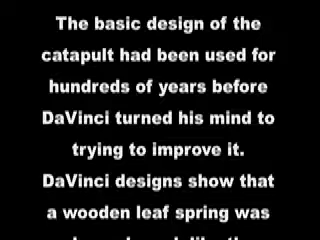 The basic design of the
catapult had been used for
hundreds of years before
DaVinci turned his mind to
trying to improve it.
DaVinci designs show that
a wooden leaf spring was